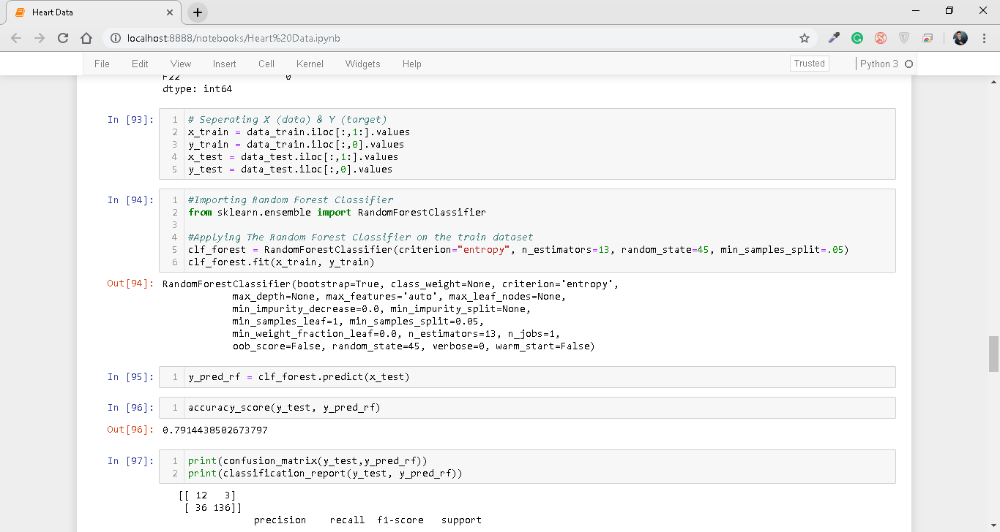 Heart Data
localhost:8888/notebooks/Heart%20Data.ipynb
File Edit View Insert Cell Kernel Widgets Help Trusted Python 3
F22 0
dtype: int64
In [93]:
1 # Seperating X (data) & Y (target)
2 x_train = data_train.iloc[:,1:].values
3 y_train = data_train.iloc[:,0].values
4 x_test = data_test.iloc[:,1:].values
5 y_test = data_test.iloc[:,0].values
In [94]:
1 #Importing Random Forest Classifier
2 from sklearn.ensemble import RandomForestClassifier
3
4 #Applying The Random Forest Classifier on the train dataset
5 clf_forest = RandomForestClassifier(criterion="entropy", n_estimators=13, random_state=45, min_samples_split=.05)
6 clf_forest.fit(x_train, y_train)
Out[94]: RandomForestClassifier(bootstrap=True, class_weight=None, criterion='entropy',
max_depth=None, max_features='auto', max_leaf_nodes=None,
min_impurity_decrease=0.0, min_impurity_split=None,
min_samples_leaf=1, min_samples_split=0.05,
min_weight_fraction_leaf=0.0, n_estimators=13, n_jobs=1,
oob_score=False, random_state=45, verbose=0, warm_start=False)
In [95]: 1 y_pred_rf = clf_forest.predict(x_test)
In [96]: 1 accuracy_score(y_test, y_pred_rf)
Out[96]: 0.7914438502673797
In [97]:
1 print(confusion_matrix(y_test,y_pred_rf))
2 print(classification_report(y_test, y_pred_rf))
[[ 12 3]
[ 36 136]]
precision recall f1-score support